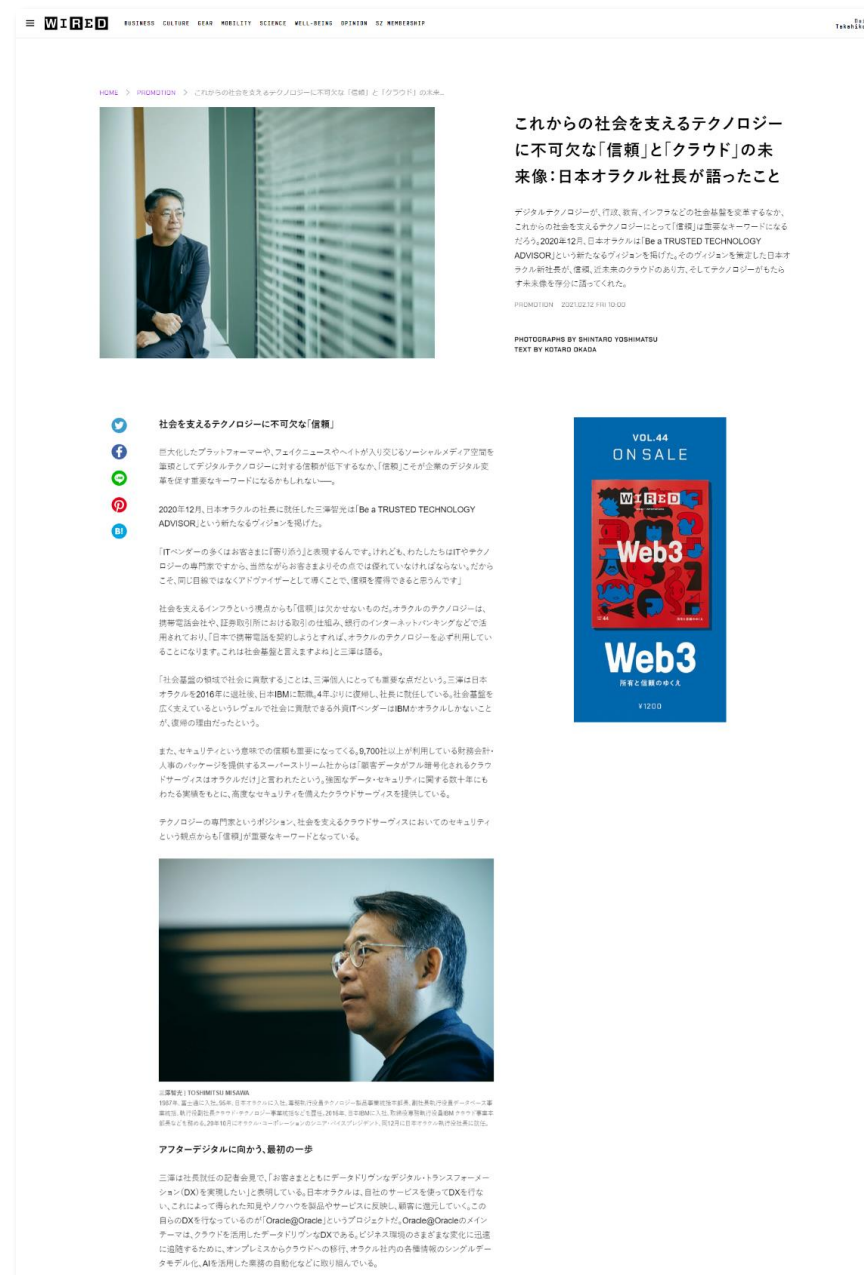 WIRED
BUSINESS CULTURE GEAR MOBILITY SCIENCE WELL-BEING OPINION SZ MEMBERSHIP
HOME > PROMOTION > これからの社会を支えるテクノロジーに不可欠な「信頼」と「クラウド」の未来…
これからの社会を支えるテクノロジー
に不可欠な「信頼」と「クラウド」の未
来像:日本オラクル社長が語ったこと
デジタルテクノロジーが、行政、教育、インフラなどの社会基盤を変革するなか、
これからの社会を支えるテクノロジーにとって「信頼」は重要なキーワードになる
だろう。2020年12月、日本オラクルは「Be a TRUSTED TECHNOLOGY
ADVISOR」という新たなるヴィジョンを掲げた。そのヴィジョンを策定した日本オ
ラクル新社長が、信頼、近未来のクラウドのあり方、そしてテクノロジーがもたら
す未来像を存分に語ってくれた。
PROMOTION 2021.02.12 FRI 10:00
PHOTOGRAPHS BY SHINTARO YOSHIMATSU
TEXT BY KOTARO OKADA
社会を支えるテクノロジーに不可欠な「信頼」
巨大化したプラットフォーマーや、フェイクニュースやヘイトが入り交じるソーシャルメディア空間を
筆頭としてデジタルテクノロジーに対する信頼が低下するなか、「信頼」こそが企業のデジタル変
革を促す重要なキーワードになるかもしれない──。
2020年12月、日本オラクルの社長に就任した三澤智光は「Be a TRUSTED TECHNOLOGY
ADVISOR」という新たなるヴィジョンを掲げた。
「ITベンダーの多くはお客さまに『寄り添う』と表現するんです。けれども、わたしたちはITやテクノ
ロジーの専門家ですから、当然ながらお客さまよりその点では優れていなければならない。だから
こそ、同じ目線ではなくアドヴァイザーとして導くことで、信頼を獲得できると思うんです」
社会を支えるインフラという視点からも「信頼」は欠かせないものだ。オラクルのテクノロジーは、
携帯電話会社や、証券取引所における取引の仕組み、銀行のインターネットバンキングなどで活
用されており、「日本で携帯電話を契約しようとすれば、オラクルのテクノロジーを必ず利用してい
ることになります。これは社会基盤と言えますよね」と三澤は語る。
「社会基盤の領域で社会に貢献する」ことは、三澤個人にとっても重要な点だという。三澤は日本
オラクルを2016年に退社後、日本IBMに転職。4年ぶりに復帰し、社長に就任している。社会基盤を
広く支えているというレヴェルで社会に貢献できる外資ITベンダーはIBMかオラクルしかないこと
が、復帰の理由だったという。
また、セキュリティという意味での信頼も重要になってくる。9,700社以上が利用している財務会計・
人事のパッケージを提供するスーパーストリーム社からは「顧客データがフル暗号化されるクラウ
ドサーヴィスはオラクルだけ」と言われたという。強固なデータ・セキュリティに関する数十年にも
わたる実績をもとに、高度なセキュリティを備えたクラウドサーヴィスを提供している。
テクノロジーの専門家というポジション、社会を支えるクラウドサーヴィスにおいてのセキュリティ
という観点からも「信頼」が重要なキーワードとなっている。
VOL.44
ON SALE
WIRED
Web3
Web3
所有と信頼のゆくえ
¥1200
三澤智光 | TOSHIMITSU MISAWA
アフターデジタルに向かう、最初の一歩
三澤は社長就任の記者会見で、「お客さまとともにデータドリヴンなデジタル・トランスフォーメー
ション(DX)を実現したい」と表明している。日本オラクルは、自社のサービスを使ってDXを行な
い、これによって得られた知見やノウハウを製品やサービスに反映し、顧客に還元していく。この
自らのDXを行なっているのが「Oracle@Oracle」というプロジェクトだ。Oracle@Oracleのメイン
テーマは、クラウドを活用したデータドリヴンなDXである。ビジネス環境のさまざまな変化に迅速
に追随するために、オンプレミスからクラウドへの移行、オラクル社内の各種情報のシングルデー
タモデル化、AIを活用した業務の自動化などに取り組んでいる。